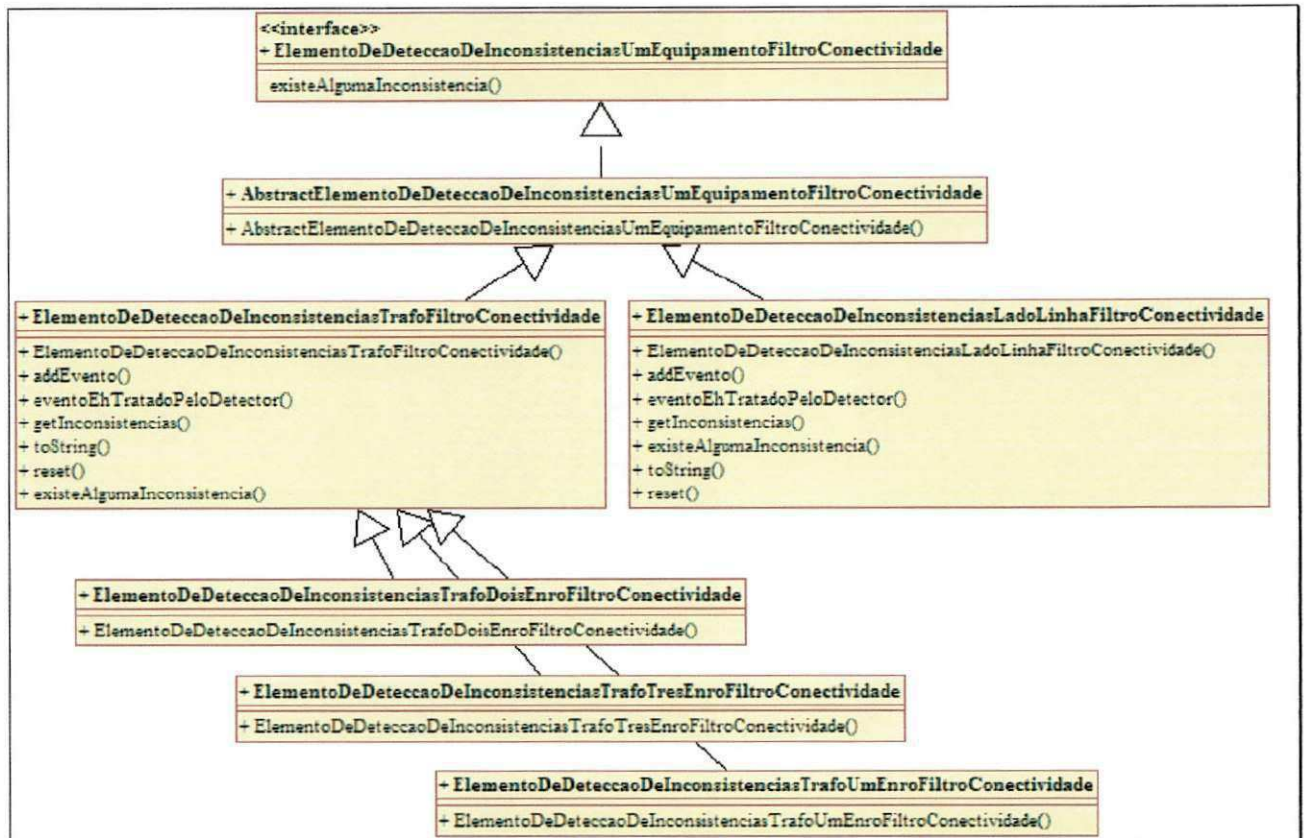 <<interface>>
+ ElementoDeDeteccaoDeInconsistenciasUmEquipamentoFiltroConectividade
existeAlgumaInconsistencia()
+ AbstractElementoDeDeteccaoDeInconsistenciasUmEquipamentoFiltroConectividade
+ AbstractElementoDeDeteccaoDeInconsistenciasUmEquipamentoFiltroConectividade()
+ ElementoDeDeteccaoDeInconsistenciasTrafoFiltroConectividade
+ ElementoDeDeteccaoDeInconsistenciasTrafoFiltroConectividade()
+ addEvento()
+ eventoEhTratadoPeloDetector()
+ getInconsistencias()
+ toString()
+ reset()
+ existeAlgumaInconsistencia()
+ ElementoDeDeteccaoDeInconsistenciasLadoLinhaFiltroConectividade
+ ElementoDeDeteccaoDeInconsistenciasLadoLinhaFiltroConectividade()
+ addEvento()
+ eventoEhTratadoPeloDetector()
+ getInconsistencias()
+ existeAlgumaInconsistencia()
+ toString()
+ reset()
+ ElementoDeDeteccaoDeInconsistenciasTrafoDoisEnroFiltroConectividade
+ ElementoDeDeteccaoDeInconsistenciasTrafoDoisEnroFiltroConectividade()
+ ElementoDeDeteccaoDeInconsistenciasTrafoTresEnroFiltroConectividade
+ ElementoDeDeteccaoDeInconsistenciasTrafoTresEnroFiltroConectividade()
+ ElementoDeDeteccaoDeInconsistenciasTrafoUmEnroFiltroConectividade
+ ElementoDeDeteccaoDeInconsistenciasTrafoUmEnroFiltroConectividade()